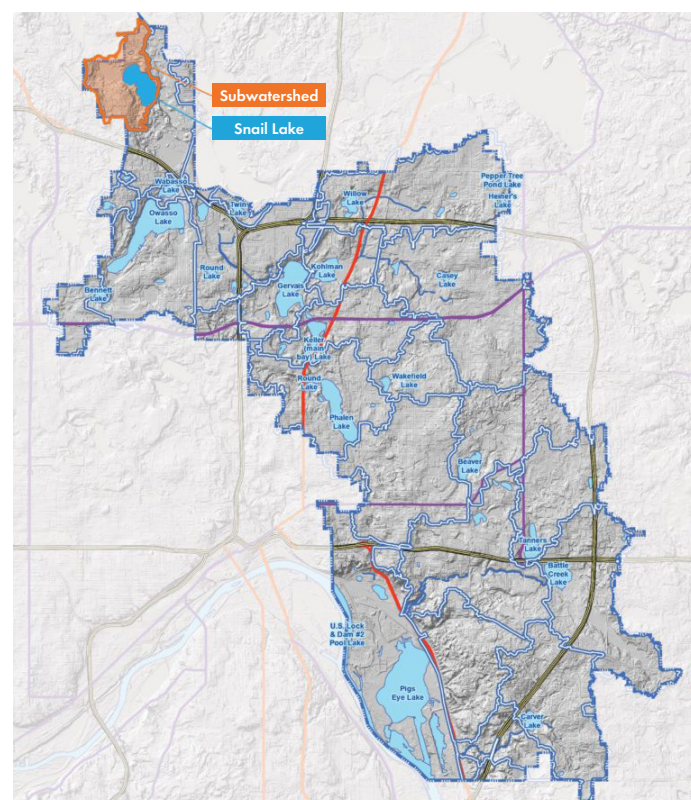 Subwatershed
Snail Lake
Pepper Tree
Pond Lake
Heiner's
Lake
Wabasso
Lake
Willow
Lake
Twin
Lake
Owasso
Lake
Round
Lake
Kohlman
Lake
Gervais
Lake
Casey
Lake
Bennett
Lake
Keller
(main
bay) Lake
Round
Lake
Wakefield
Lake
Phalen
Lake
Beaver
Lake
Tanners
Lake
Battle
Creek
Lake
U.S. Lock
& Dam #2
Pool Lake
Pigs
Eye Lake
Carver
Lake